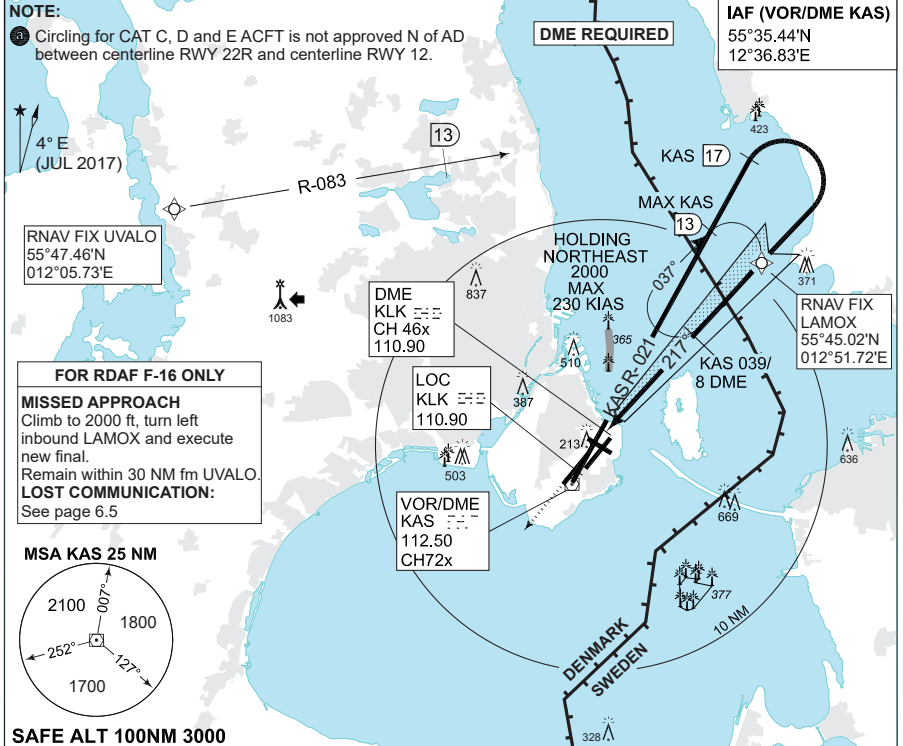 NOTE:
a Circling for CAT C, D and E ACFT is not approved N of AD
between centerline RWY 22R and centerline RWY 12.
DME REQUIRED
IAF (VOR/DME KAS)
55°35.44'N
12°36.83'E
4° E
(JUL 2017)
13
R-083
423
KAS 17
MAX KAS
13
RNAV FIX UVALO
55°47.46'N
012°05.73'E
HOLDING
NORTHEAST
2000
MAX
230 KIAS
037°
837
371
1083
DME
KLK
CH 46x
110.90
RNAV FIX
LAMOX
55°45.02'N
012°51.72'E
365
510
KAS R-021
217°
KAS 039/
8 DME
FOR RDAF F-16 ONLY
MISSED APPROACH
Climb to 2000 ft, turn left
inbound LAMOX and execute
new final.
Remain within 30 NM fm UVALO.
LOST COMMUNICATION:
See page 6.5
LOC
KLK
110.90
387
213
503
636
VOR/DME
KAS
112.50
CH72x
669
MSA KAS 25 NM
2100
007°
1800
252°
127°
1700
377
10 NM
DENMARK
SWEDEN
328
SAFE ALT 100NM 3000